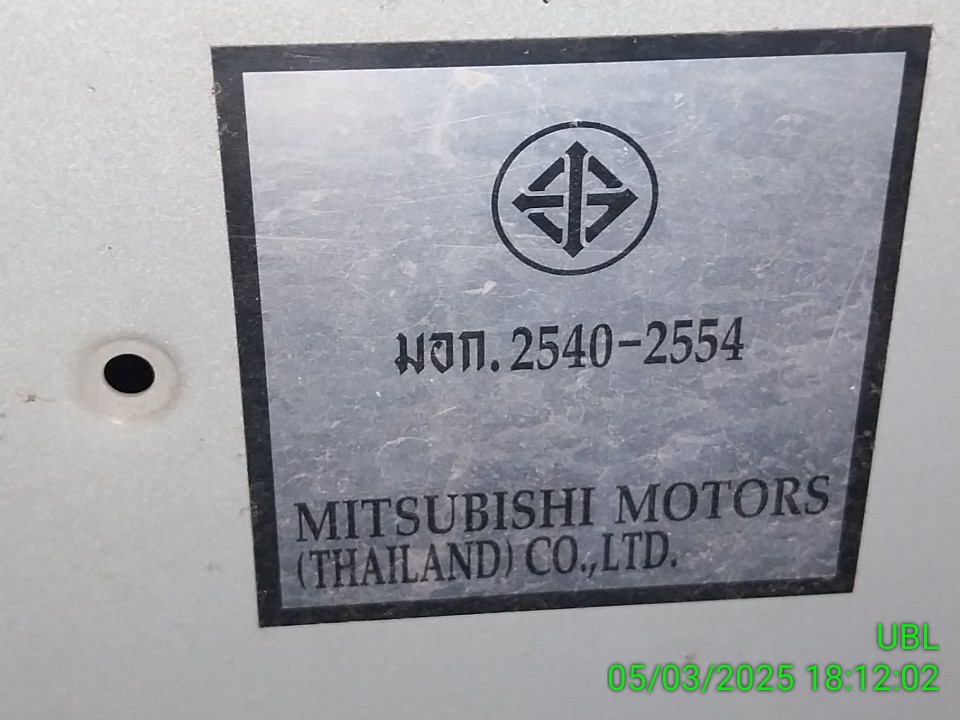 มอก. 2540-2554
MITSUBISHI MOTORS
(THAILAND) CO.,LTD.
UBL
05/03/2025 18:12:02